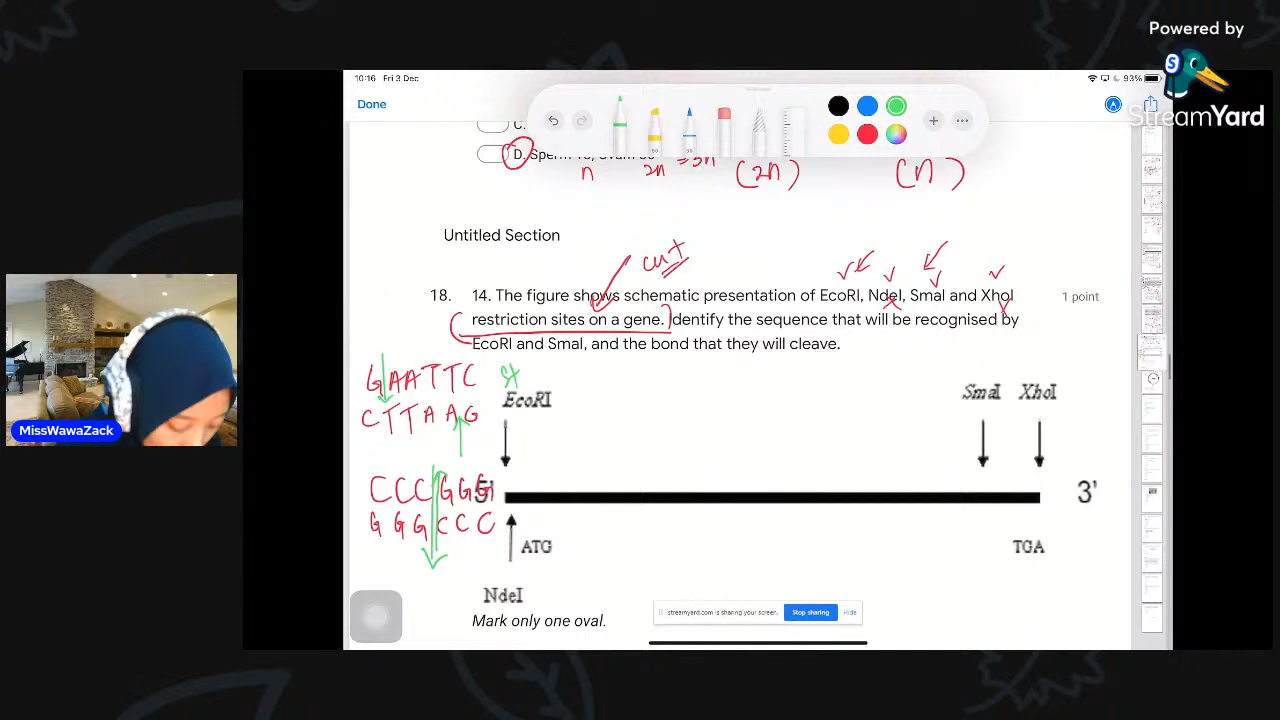 Powered by
StreamYard
10:16 Fri 3 Dec
93%
Done
C.
D. Sperm
n
2n
= 3n
(2n)
(n)
Untitled Section
cut
18. 14. The figure shows schematic presentation of EcoRI, NdeI, SmaI and XhoI 1 point
restriction sites on a gene. Identify the sequence that will be recognised by
EcoRI and SmaI, and the bond that they will cleave.
GAATTC
CTTAAG
EcoRI
SmaI XhoI
CCCGGG
GGGCCC
5'
3'
ATG
TGA
NdeI
Mark only one oval.
streamyard.com is sharing your screen. Stop sharing Hide
MissWawaZack